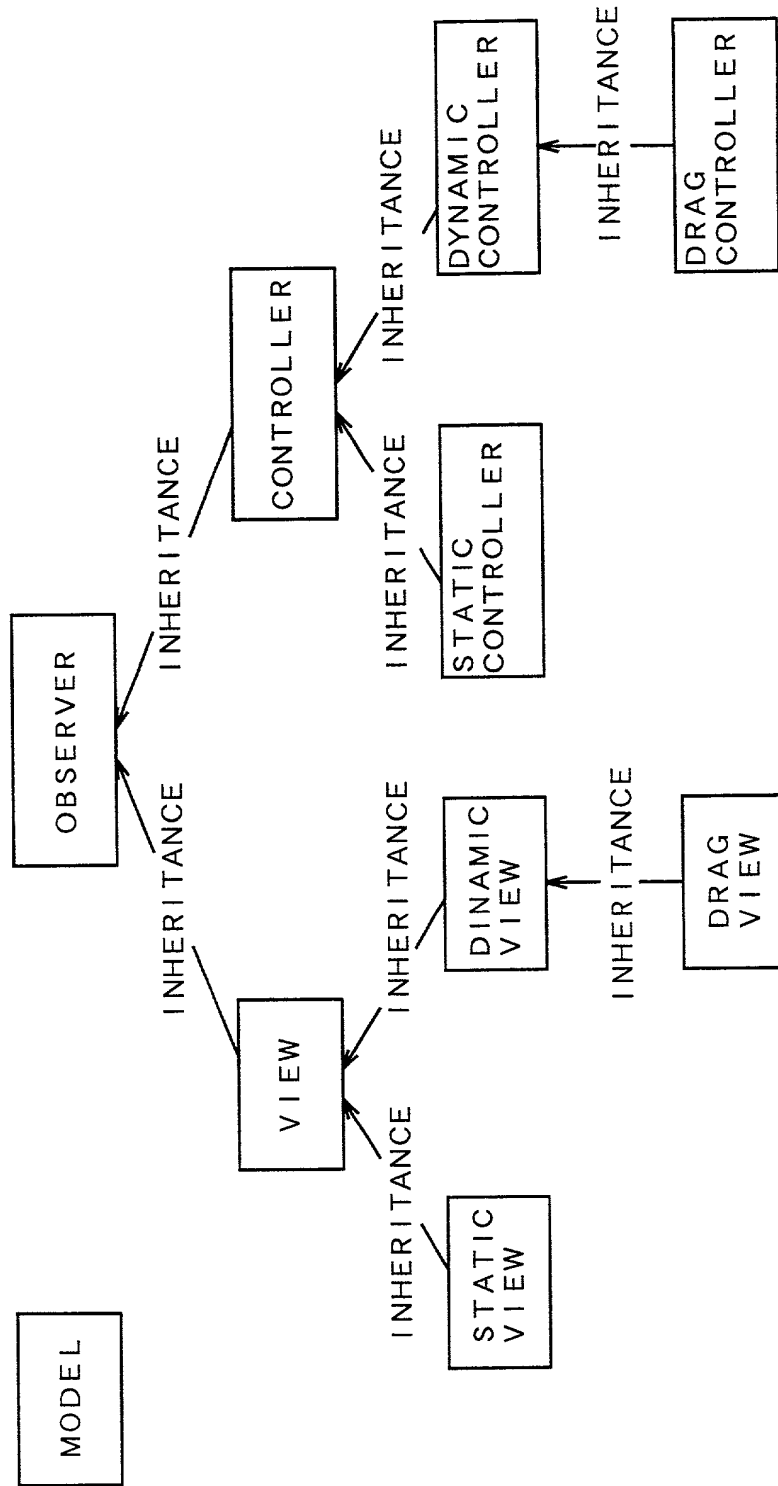 MODEL
OBSERVER
INHERITANCE
INHERITANCE
VIEW
CONTROLLER
INHERITANCE
INHERITANCE
INHERITANCE
INHERITANCE
STATIC
VIEW
DINAMIC
VIEW
STATIC
CONTROLLER
DYNAMIC
CONTROLLER
INHERITANCE
INHERITANCE
DRAG
VIEW
DRAG
CONTROLLER